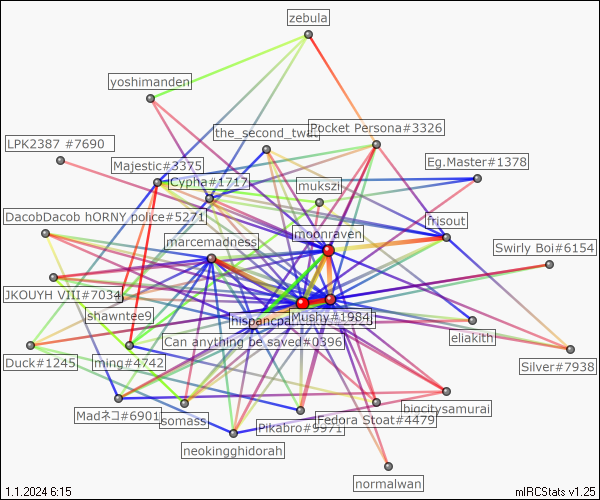 zebula
yoshimanden
the_second_twat
Pocket Persona#3326
LPK2387 #7690
Majestic#3375
Eg.Master#1378
Cypha#1717
mukszi
DacobDacob hORNY police#5271
frisout
moonraven
marcemadness
Swirly Boi#6154
JKOUYH VIII#7034
shawntee9
Mushy#1984
eliakith
Can anything be saved#0396
Duck#1245
ming#4742
Silver#7938
Madネコ#6901
somass
biocitysamurai
Pikabro#9971
Fedora Stoat#4479
neokingghidorah
normalwan
1.1.2024 6:15
mIRCStats v1.25